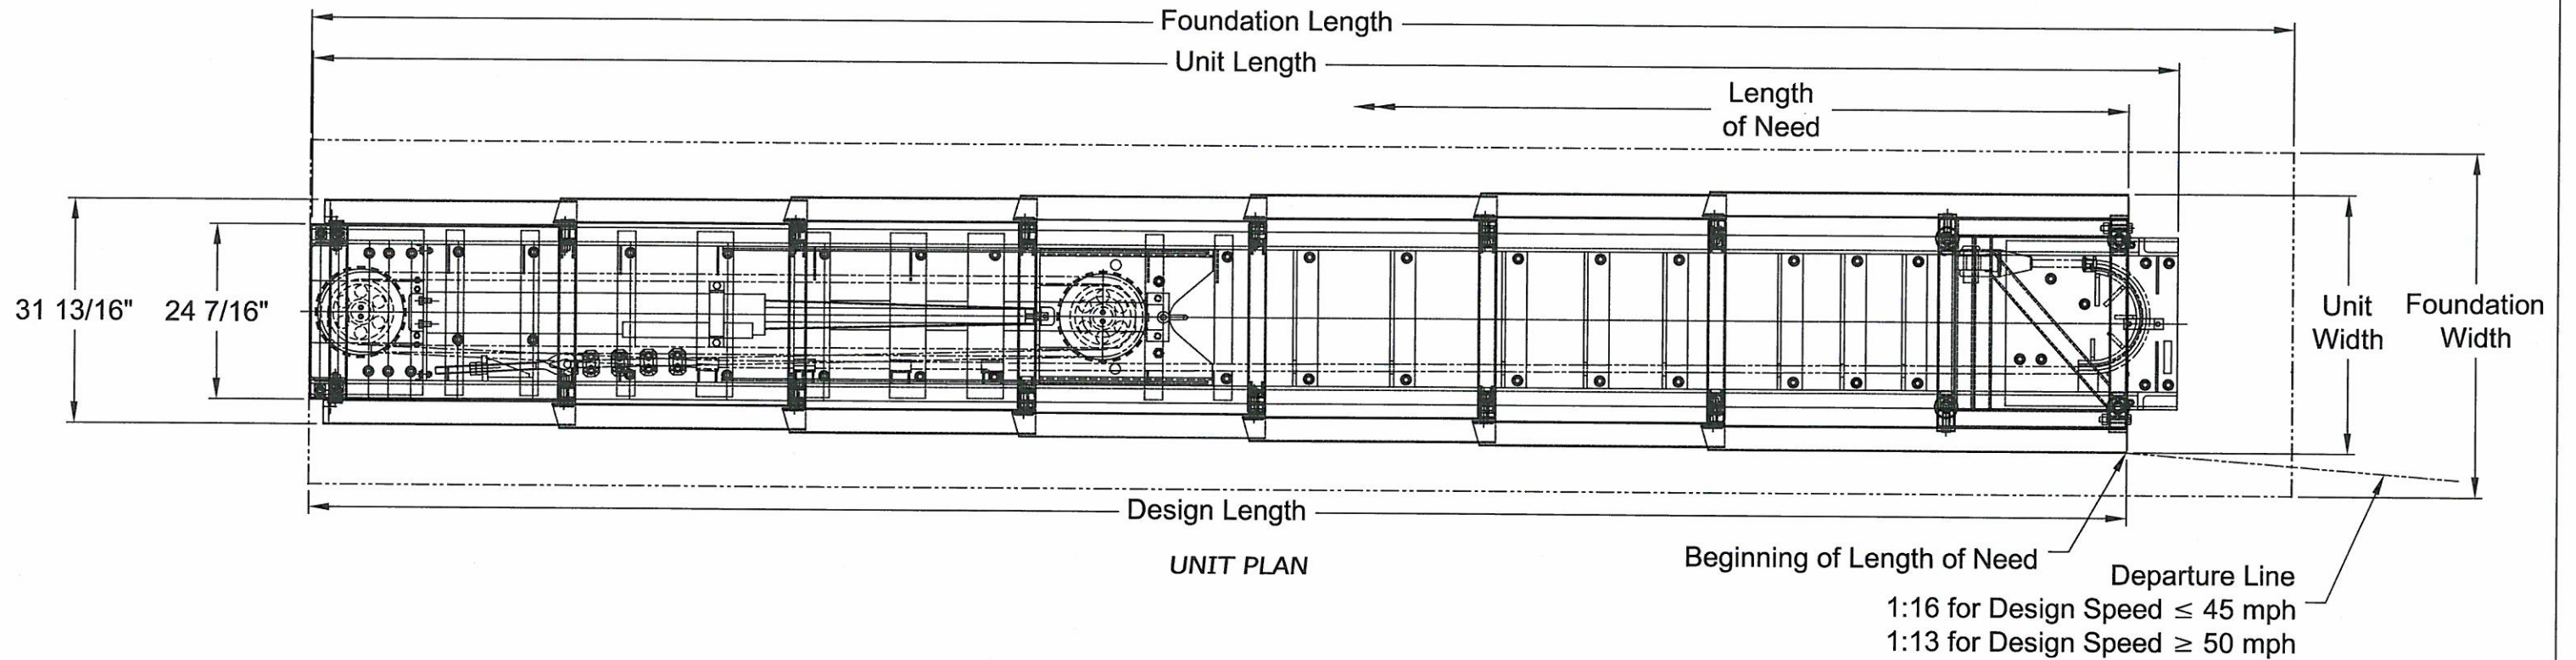 Foundation Length
Unit Length
Length
of Need
31 13/16"
24 7/16"
Unit
Width
Foundation
Width
Design Length
UNIT PLAN
Beginning of Length of Need
Departure Line
1:16 for Design Speed ≤ 45 mph
1:13 for Design Speed ≥ 50 mph